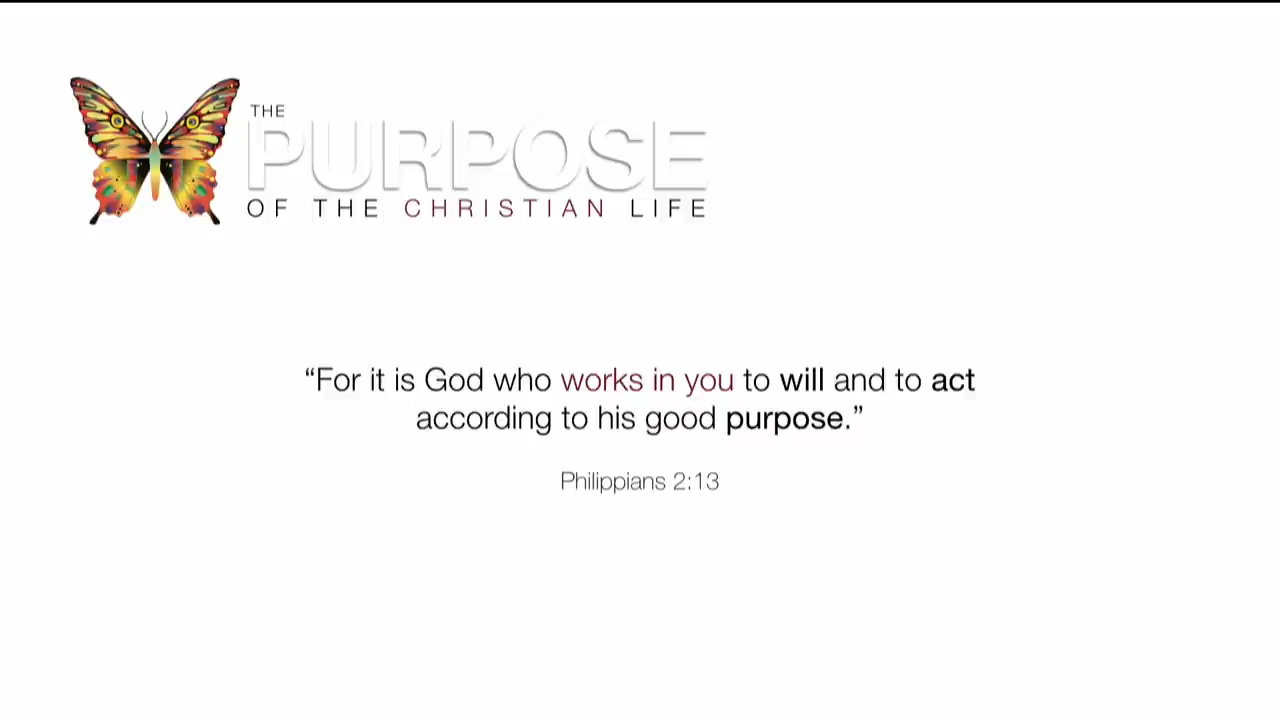 THE
PURPOSE
OF THE CHRISTIAN LIFE
“For it is God who works in you to will and to act
according to his good purpose.”
Philippians 2:13